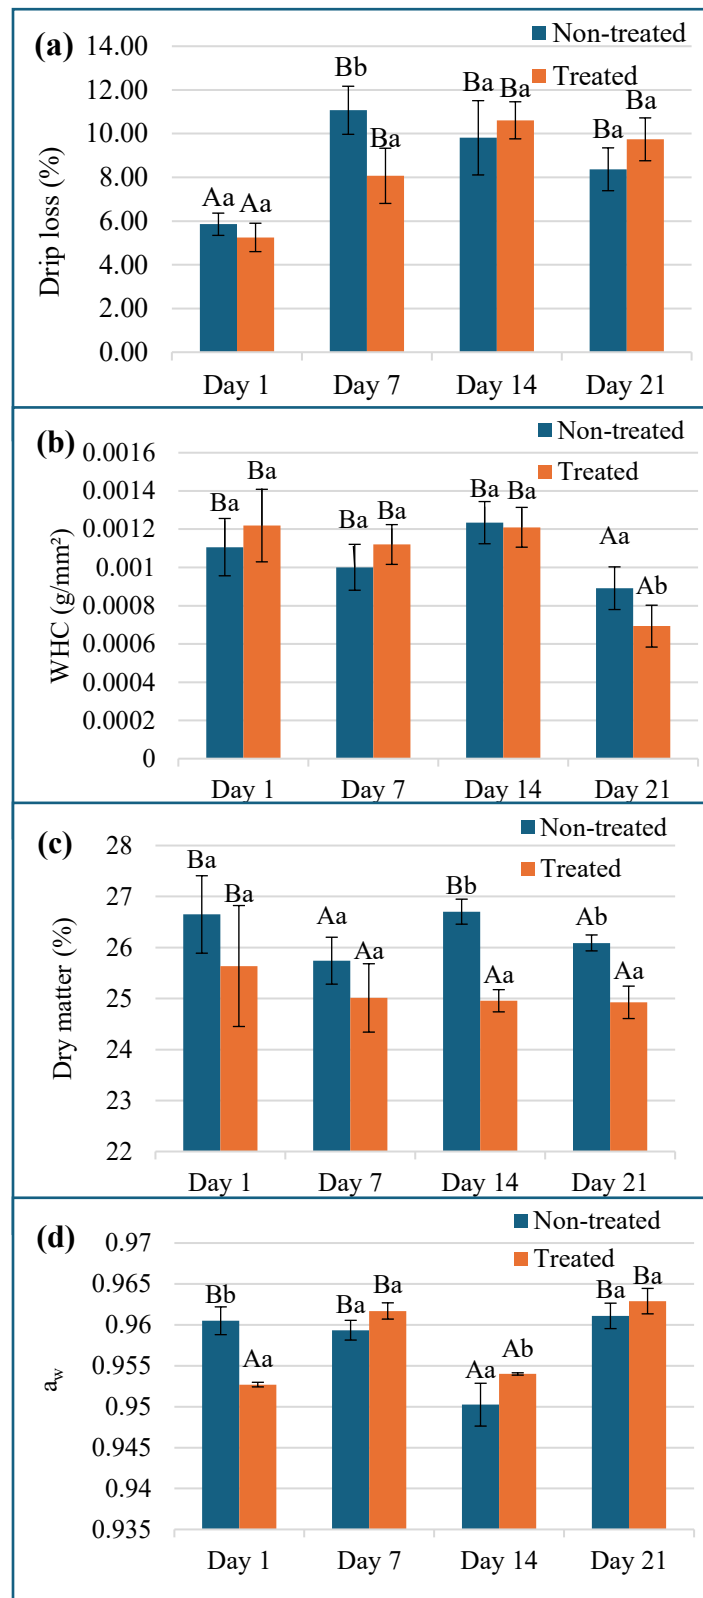 (a)
Non-treated
Treated
Drip loss (%)
14.00
12.00
10.00
8.00
6.00
4.00
2.00
0.00
Aa Aa
Bb Ba
Ba Ba
Ba Ba
Day 1 Day 7 Day 14 Day 21
(b)
Non-treated
Treated
WHC (g/mm²)
0.0016
0.0014
0.0012
0.001
0.0008
0.0006
0.0004
0.0002
0
Ba Ba
Ba Ba
Ba Ba
Aa Ab
Day 1 Day 7 Day 14 Day 21
(c)
Non-treated
Treated
Dry matter (%)
28
27
26
25
24
23
22
Ba Ba
Aa Aa
Bb Aa
Ab Aa
Day 1 Day 7 Day 14 Day 21
(d)
Non-treated
Treated
a_w
0.97
0.965
0.96
0.955
0.95
0.945
0.94
0.935
Bb Aa
Ba Ba
Aa Ab
Ba Ba
Day 1 Day 7 Day 14 Day 21